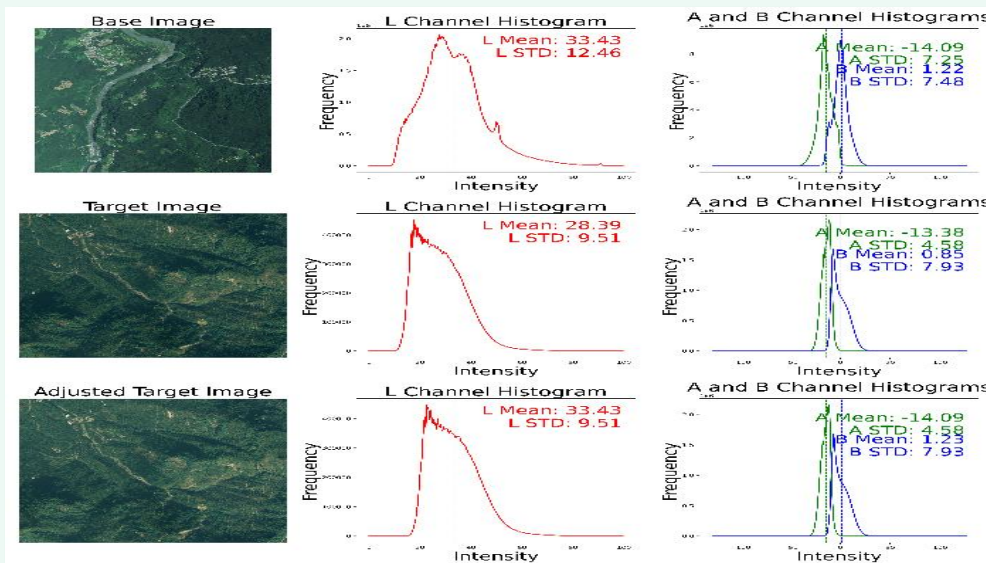 Base Image
L Channel Histogram
A and B Channel Histograms
L Mean: 33.43
L STD: 12.46
A Mean: -14.09
A STD: 7.25
B Mean: 1.22
B STD: 7.48
Frequency
Intensity
Frequency
Intensity
Target Image
L Channel Histogram
A and B Channel Histograms
L Mean: 28.39
L STD: 9.51
A Mean: -13.38
A STD: 4.58
B Mean: 0.85
B STD: 7.93
Frequency
Intensity
Frequency
Intensity
Adjusted Target Image
L Channel Histogram
A and B Channel Histograms
L Mean: 33.43
L STD: 9.51
A Mean: -14.09
A STD: 4.58
B Mean: 1.23
B STD: 7.93
Frequency
Intensity
Frequency
Intensity